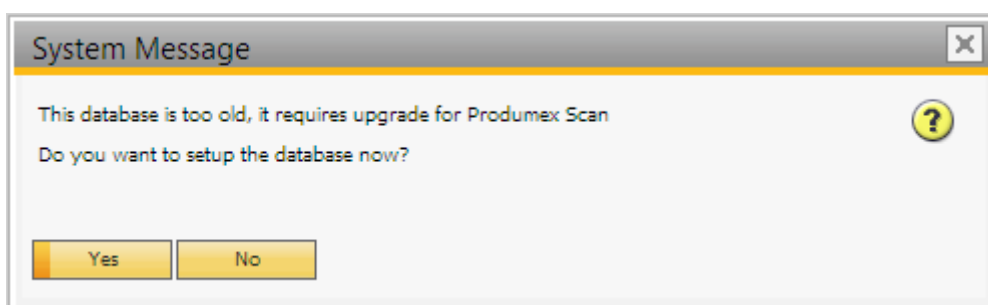 System Message
This database is too old, it requires upgrade for Produmex Scan
Do you want to setup the database now?
?
Yes
No